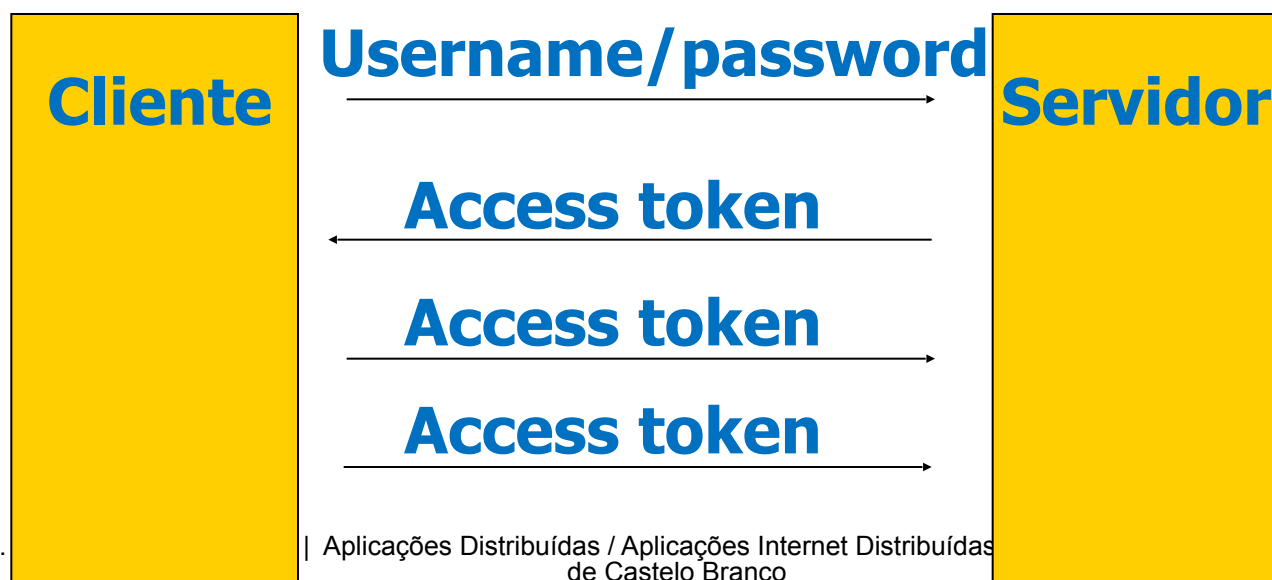 Username/password
Cliente
Servidor
Access token
Access token
Access token
. | Aplicações Distribuídas / Aplicações Internet Distribuídas
de Castelo Branco